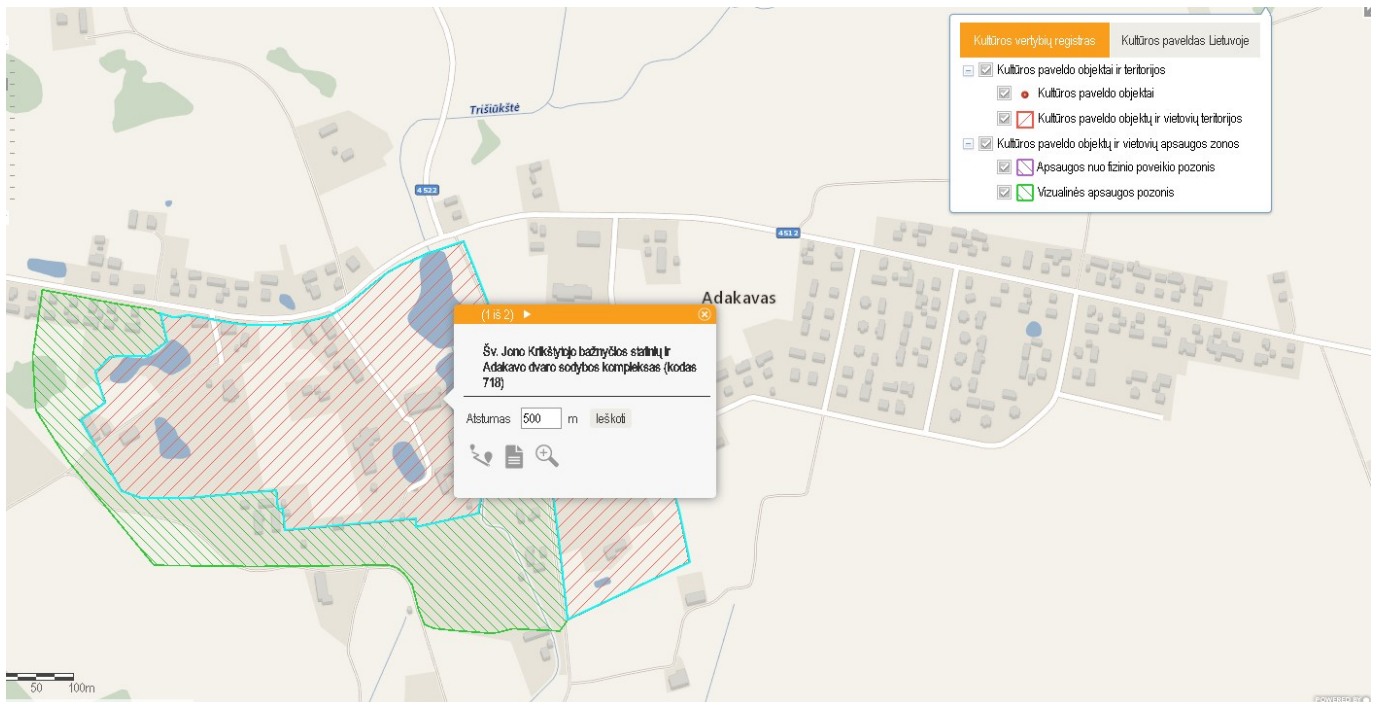 Kultūros vertybių registras
Kultūros paveldas Lietuvoje
Kultūros paveldo objektai ir teritorijos
Kultūros paveldo objektai
Kultūros paveldo objektų ir vietovių teritorijos
Kultūros paveldo objektų ir vietovių apsaugos zonos
Apsaugos nuo fizinio poveikio pozonis
Vizualinės apsaugos pozonis
Trišiūkštė
4522
4512
Adakavas
(1 iš 2)
Šv. Jono Krikštytojo bažnyčios statinių ir
Adakavo dvaro sodybos kompleksas (kodas
718)
Atstumas 500 m Ieškoti
50 100m
POWERED BY